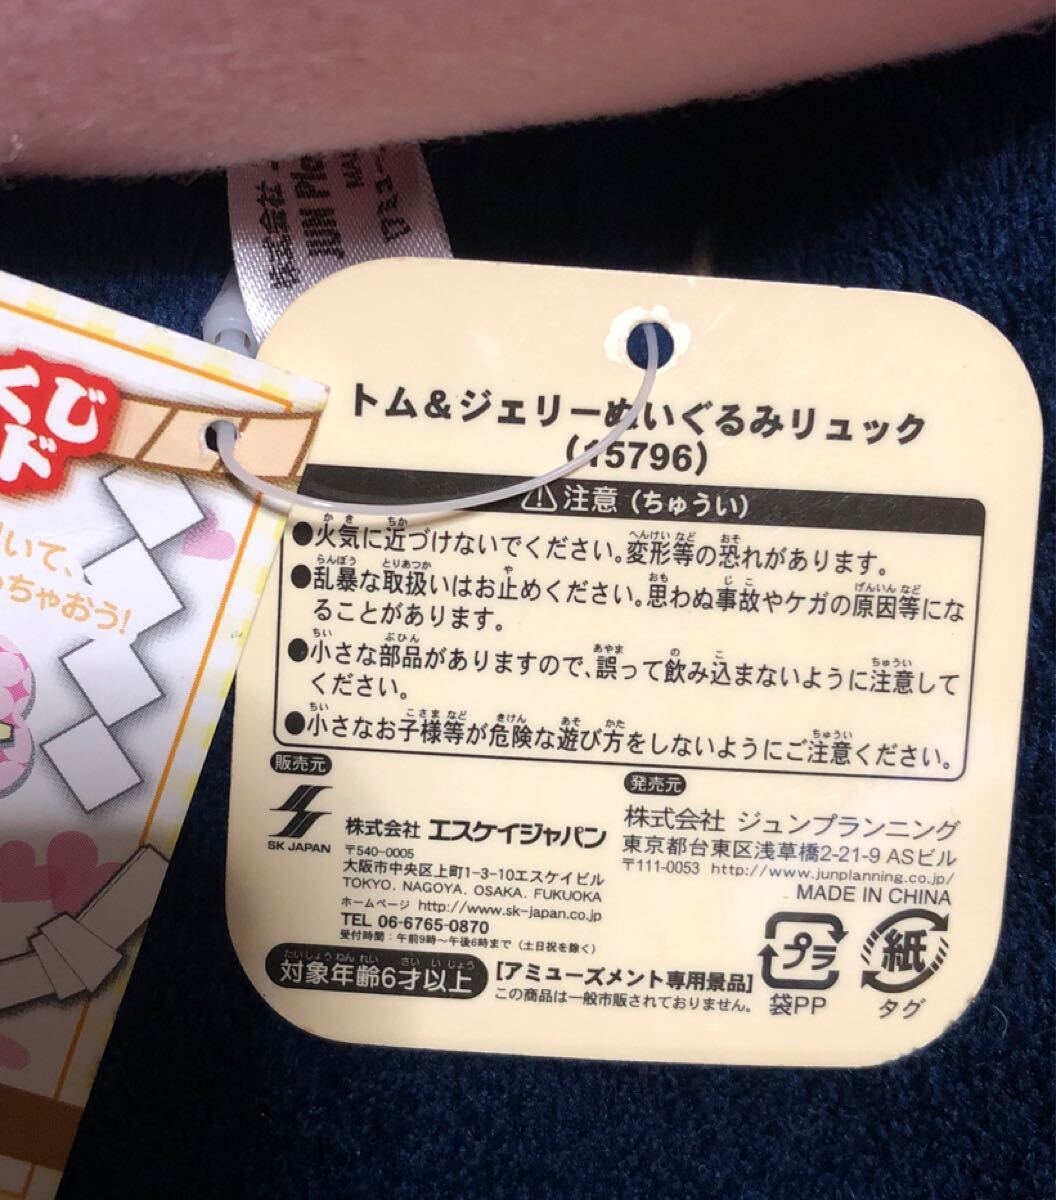 株式会社
JUN Pl
くじ
ド
いて、
ちゃおう!
トム&ジェリーぬいぐるみリュック
(15796)
注意(ちゅうい)
●火気に近づけないでください。変形等の恐れがあります。
●乱暴な取扱いはお止めください。思わぬ事故やケガの原因等にな
ることがあります。
●小さな部品がありますので、誤って飲み込まないように注意して
ください。
●小さなお子様等が危険な遊び方をしないようにご注意ください。
販売元
SK JAPAN
株式会社 エスケイジャパン
〒540-0005
大阪市中央区上町1-3-10エスケイビル
TOKYO. NAGOYA. OSAKA. FUKUOKA
ホームページ http://www.sk-japan.co.jp
TEL 06-6765-0870
受付時間:午前9時~午後6時まで(土日祝を除く)
発売元
株式会社 ジュンプランニング
東京都台東区浅草橋2-21-9 ASビル
〒111-0053 http://www.junplanning.co.jp/
MADE IN CHINA
対象年齢6才以上
[アミューズメント専用景品]
この商品は一般市販されておりません。
プラ
袋PP
紙
タグ